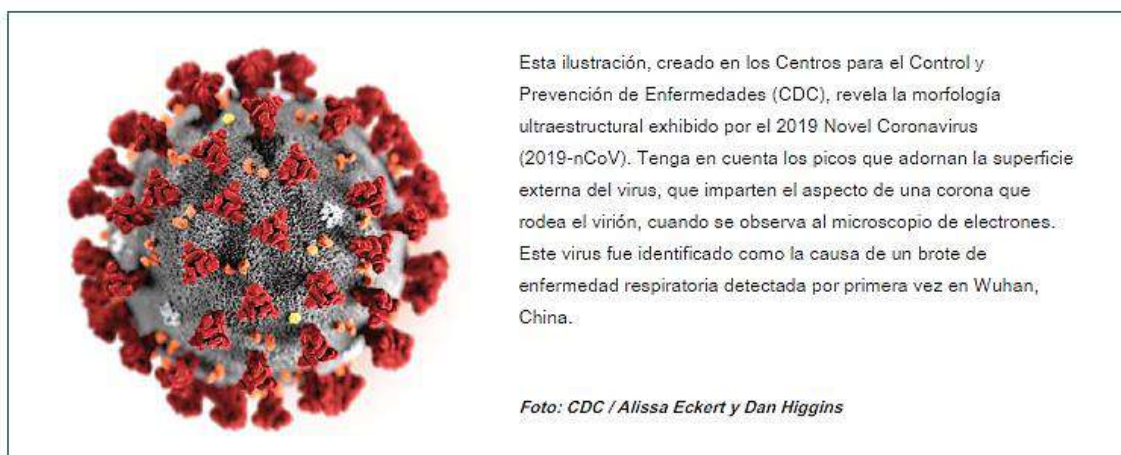 Esta ilustración, creado en los Centros para el Control y
Prevención de Enfermedades (CDC), revela la morfología
ultraestructural exhibido por el 2019 Novel Coronavirus
(2019-nCoV). Tenga en cuenta los picos que adornan la superficie
externa del virus, que imparten el aspecto de una corona que
rodea el virión, cuando se observa al microscopio de electrones.
Este virus fue identificado como la causa de un brote de
enfermedad respiratoria detectada por primera vez en Wuhan,
China.
Foto: CDC / Alissa Eckert y Dan Higgins